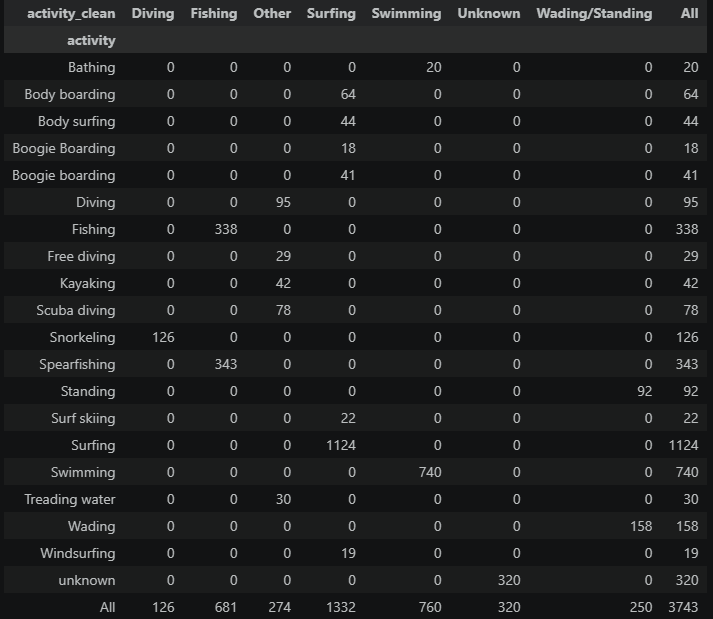 activity_clean Diving Fishing Other Surfing Swimming Unknown Wading/Standing All
activity
Bathing 0 0 0 0 20 0 0 20
Body boarding 0 0 0 64 0 0 0 64
Body surfing 0 0 0 44 0 0 0 44
Boogie Boarding 0 0 0 18 0 0 0 18
Boogie boarding 0 0 0 41 0 0 0 41
Diving 0 0 95 0 0 0 0 95
Fishing 0 338 0 0 0 0 0 338
Free diving 0 0 29 0 0 0 0 29
Kayaking 0 0 42 0 0 0 0 42
Scuba diving 0 0 78 0 0 0 0 78
Snorkeling 126 0 0 0 0 0 0 126
Spearfishing 0 343 0 0 0 0 0 343
Standing 0 0 0 0 0 0 92 92
Surf skiing 0 0 0 22 0 0 0 22
Surfing 0 0 0 1124 0 0 0 1124
Swimming 0 0 0 0 740 0 0 740
Treading water 0 0 30 0 0 0 0 30
Wading 0 0 0 0 0 0 158 158
Windsurfing 0 0 0 19 0 0 0 19
unknown 0 0 0 0 0 320 0 320
All 126 681 274 1332 760 320 250 3743